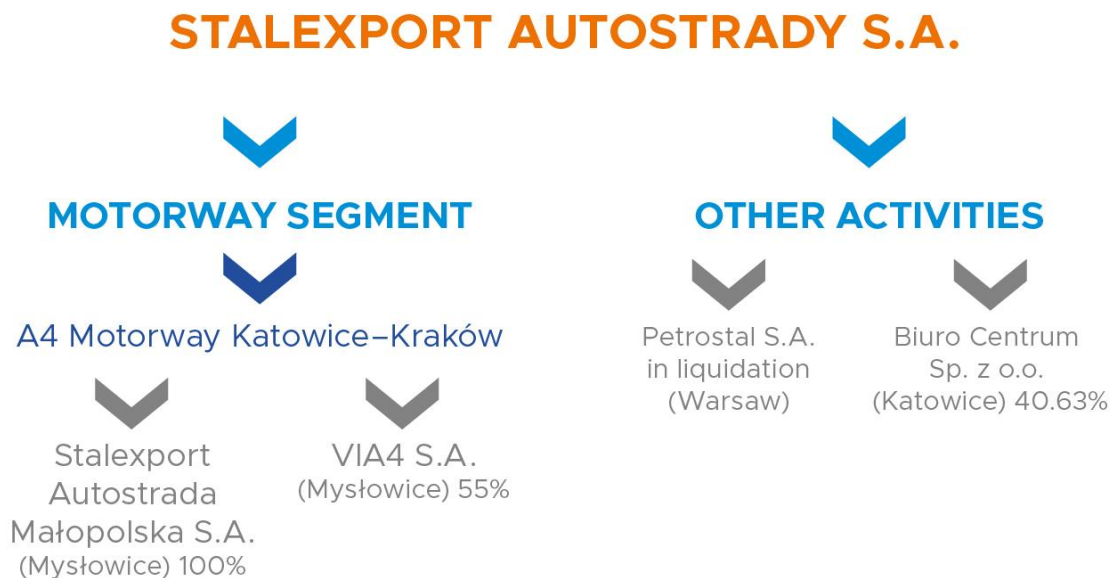 STALEXPORT AUTOSTRADY S.A.
MOTORWAY SEGMENT
A4 Motorway Katowice–Kraków
Stalexport
Autostrada
Małopolska S.A.
(Mysłowice) 100%
VIA4 S.A.
(Mysłowice) 55%
OTHER ACTIVITIES
Petrostal S.A.
in liquidation
(Warsaw)
Biuro Centrum
Sp. z o.o.
(Katowice) 40.63%